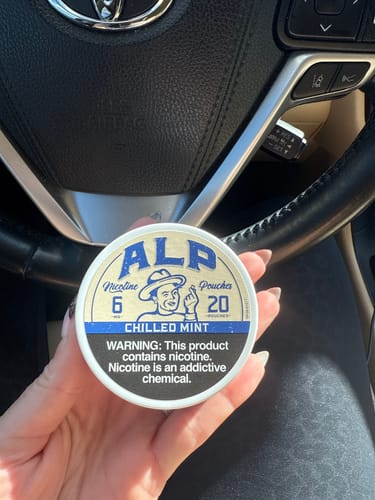 ALP
Nicotine Pouches
6 20
MG POUCHES
CHILLED MINT
WARNING: This product
contains nicotine.
Nicotine is an addictive
chemical.